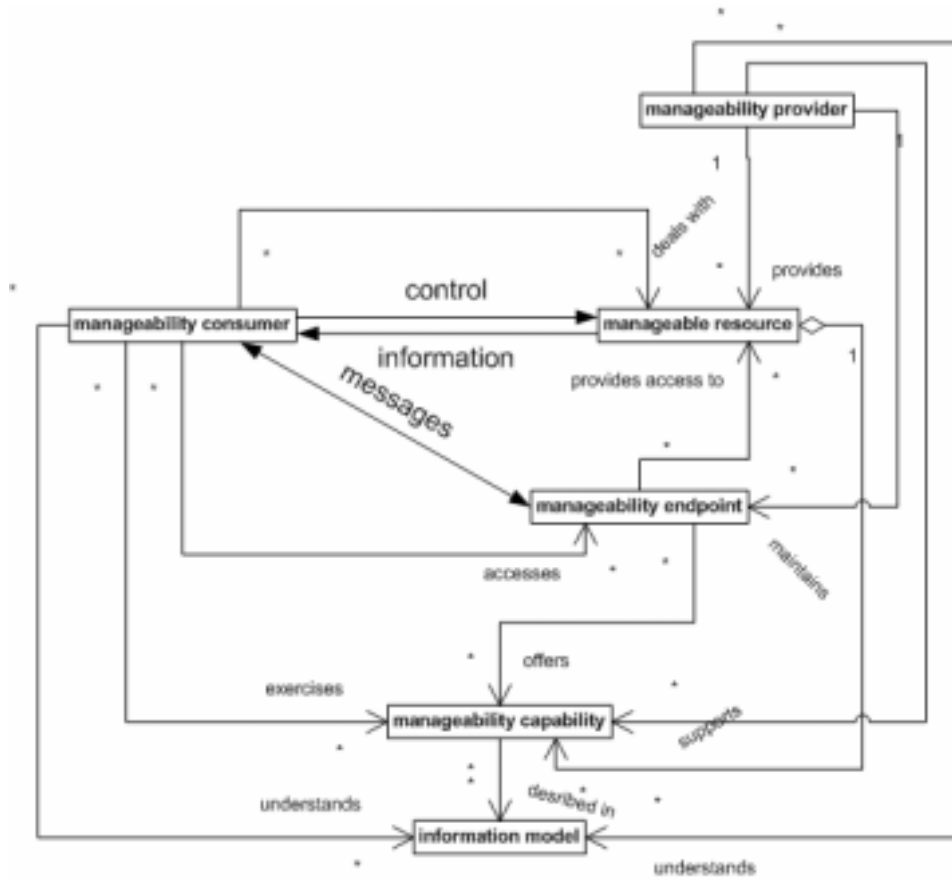 *
*
manageability provider
1
1
deals with
*
*
*
provides
*
control
manageability consumer
manageable resource
information
1
provides access to
*
*
*
messages
*
*
manageability endpoint
maintains
accesses
*
*
offers
*
exercises
*
manageability capability
supports
*
*
*
desribed in
*
*
understands
information model
*
understands